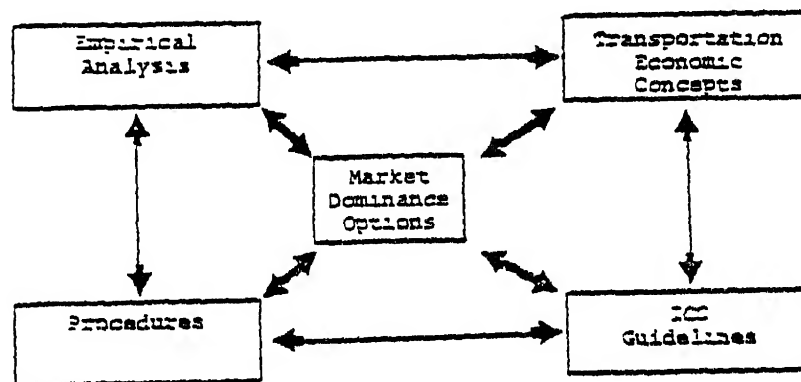 Empirical
Analysis
Transportation
Economic
Concepts
Market
Dominance
Options
Procedures
ICC
Guidelines